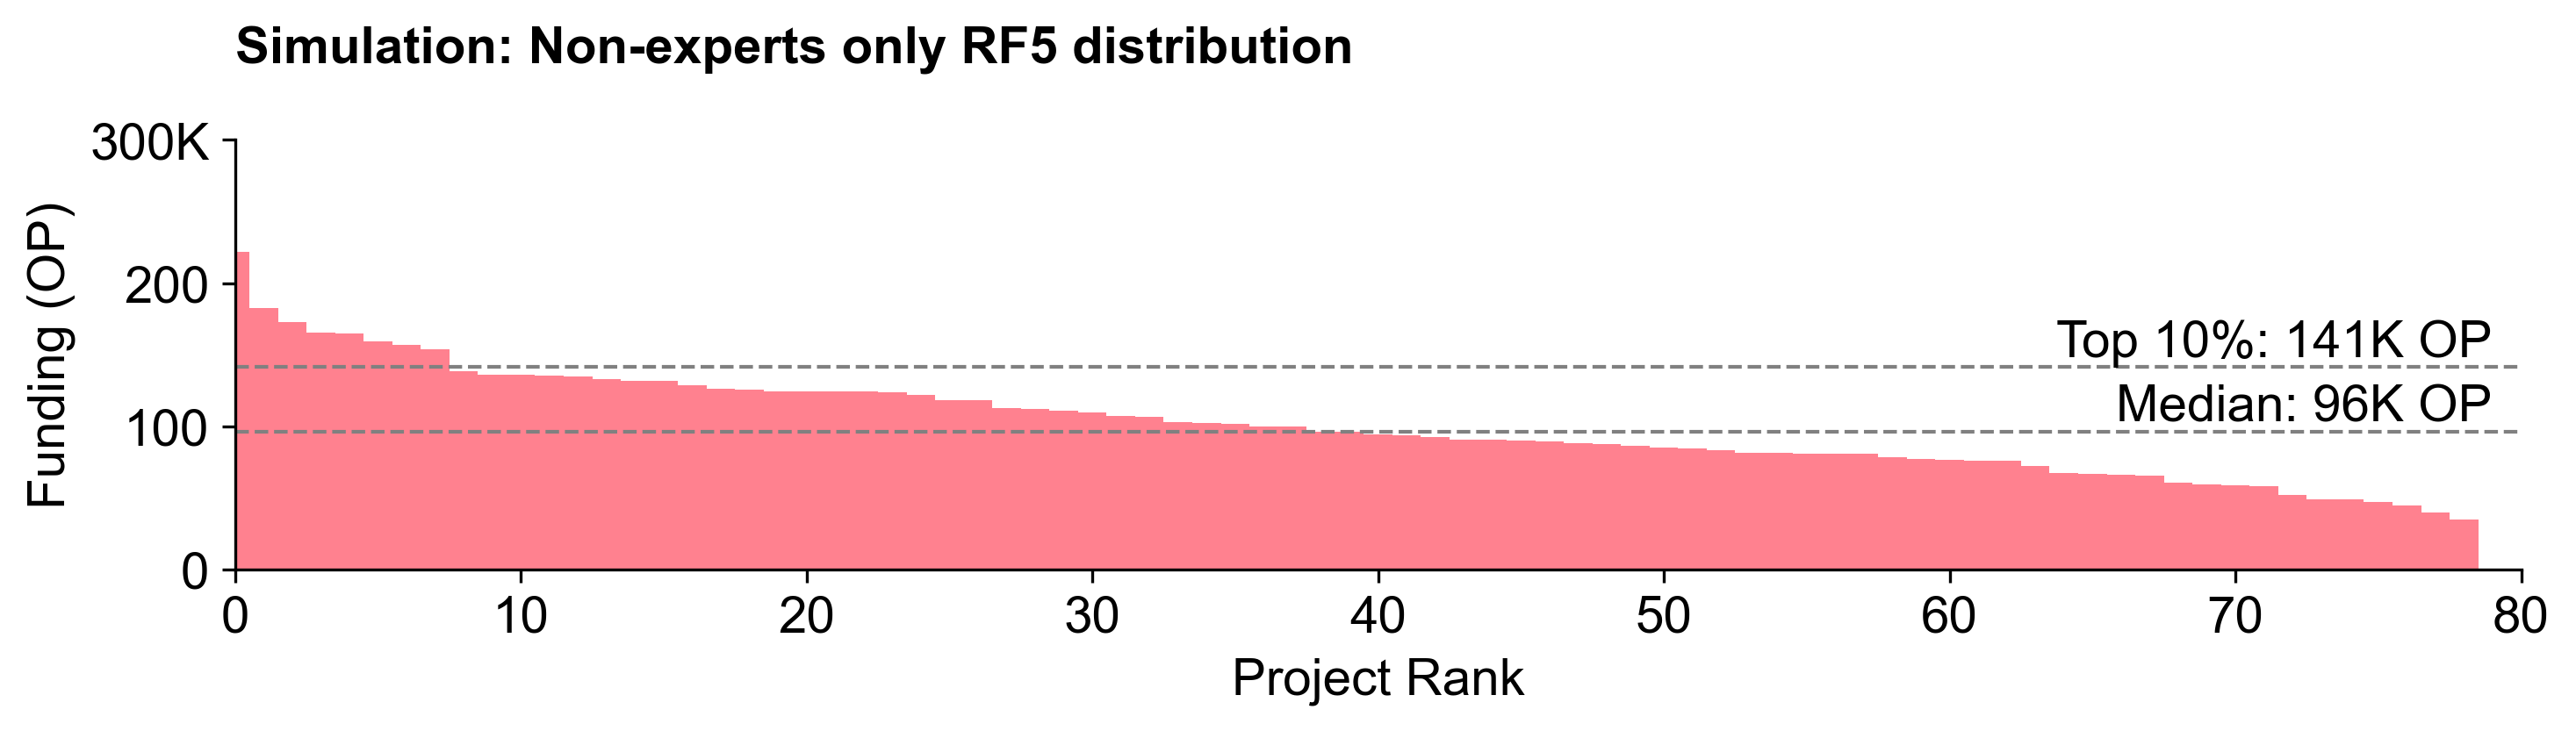 Simulation: Non-experts only RF5 distribution
300K
200
100
0
Funding (OP)
Top 10%: 141K OP
Median: 96K OP
0 10 20 30 40 50 60 70 80
Project Rank